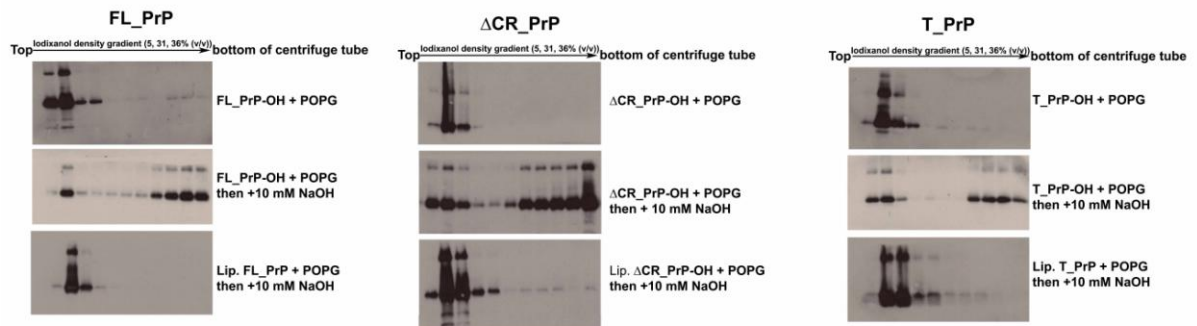 FL_PrP
Top
Iodixanol density gradient (5, 31, 36% (v/v))
bottom of centrifuge tube
FL_PrP-OH + POPG
FL_PrP-OH + POPG
then +10 mM NaOH
Lip. FL_PrP + POPG
then +10 mM NaOH
ΔCR_PrP
Top
Iodixanol density gradient (5, 31, 36% (v/v))
bottom of centrifuge tube
ΔCR_PrP-OH + POPG
ΔCR_PrP-OH + POPG
then + 10 mM NaOH
Lip. ΔCR_PrP-OH + POPG
then +10 mM NaOH
T_PrP
Top
Iodixanol density gradient (5, 31, 36% (v/v))
bottom of centrifuge tube
T_PrP-OH + POPG
T_PrP-OH + POPG
then +10 mM NaOH
Lip. T_PrP + POPG
then +10 mM NaOH